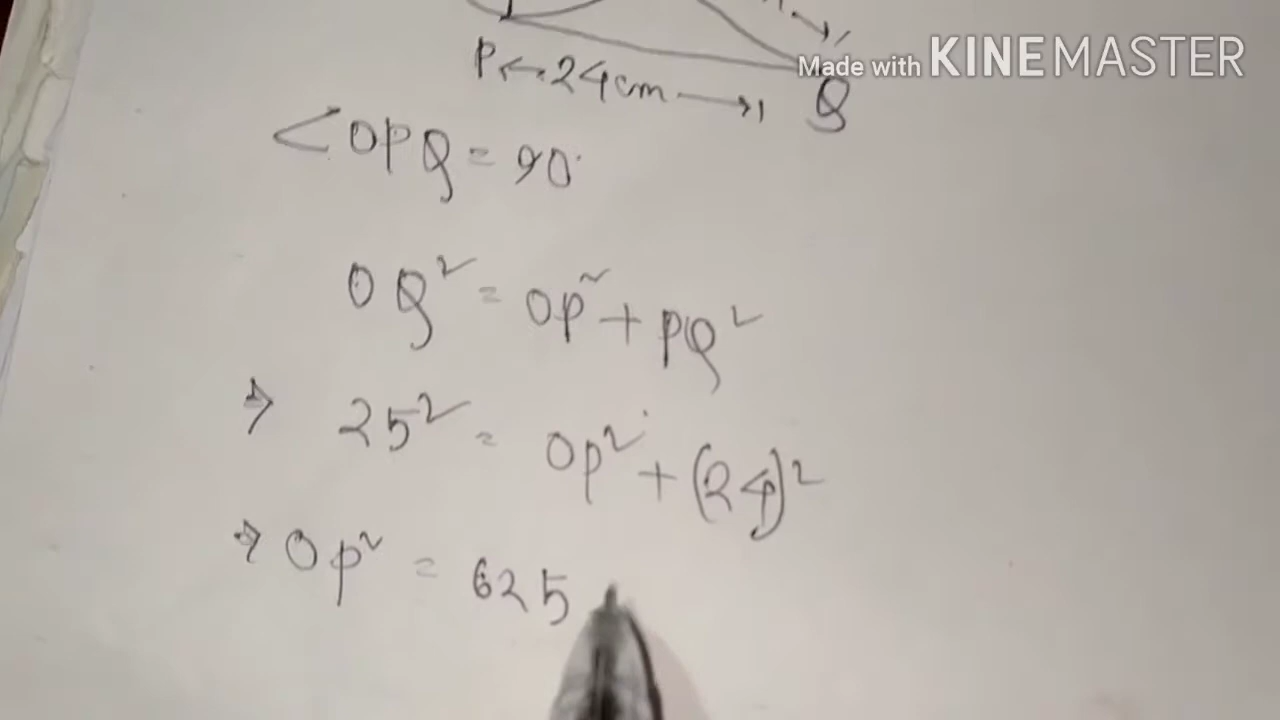 Made with KINEMASTER
P ← 24cm → Q
<OPQ = 90°
OQ² = OP² + PQ²
⇒ 25² = OP² + (24)²
⇒ OP² = 625